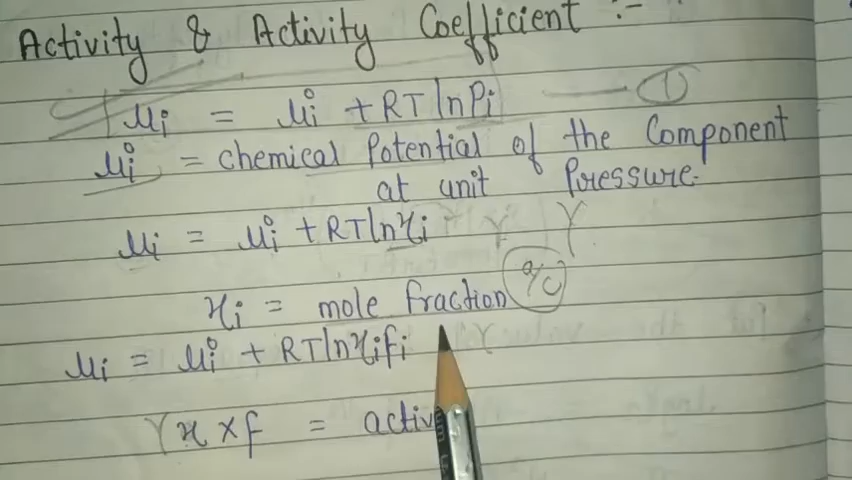 Activity & Activity Coefficient :-
μi = μi° + RT ln Pi — ①
μi° = chemical Potential of the Component
at unit Pressure.
μi = μi° + RT ln xi γ γ
xi = mole fraction a/c
μi = μi° + RT ln xi fi
γ x × f =